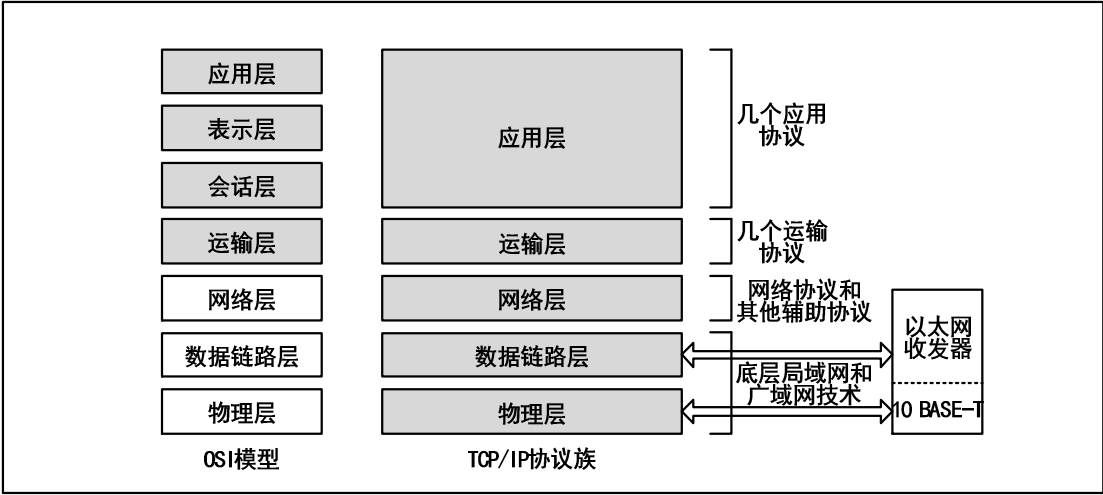 应用层
表示层
会话层
运输层
网络层
数据链路层
物理层
OSI模型
应用层
运输层
网络层
数据链路层
物理层
TCP/IP协议族
几个应用
协议
几个运输
协议
网络协议和
其他辅助协议
底层局域网和
广域网技术
以太网
收发器
10 BASE-T